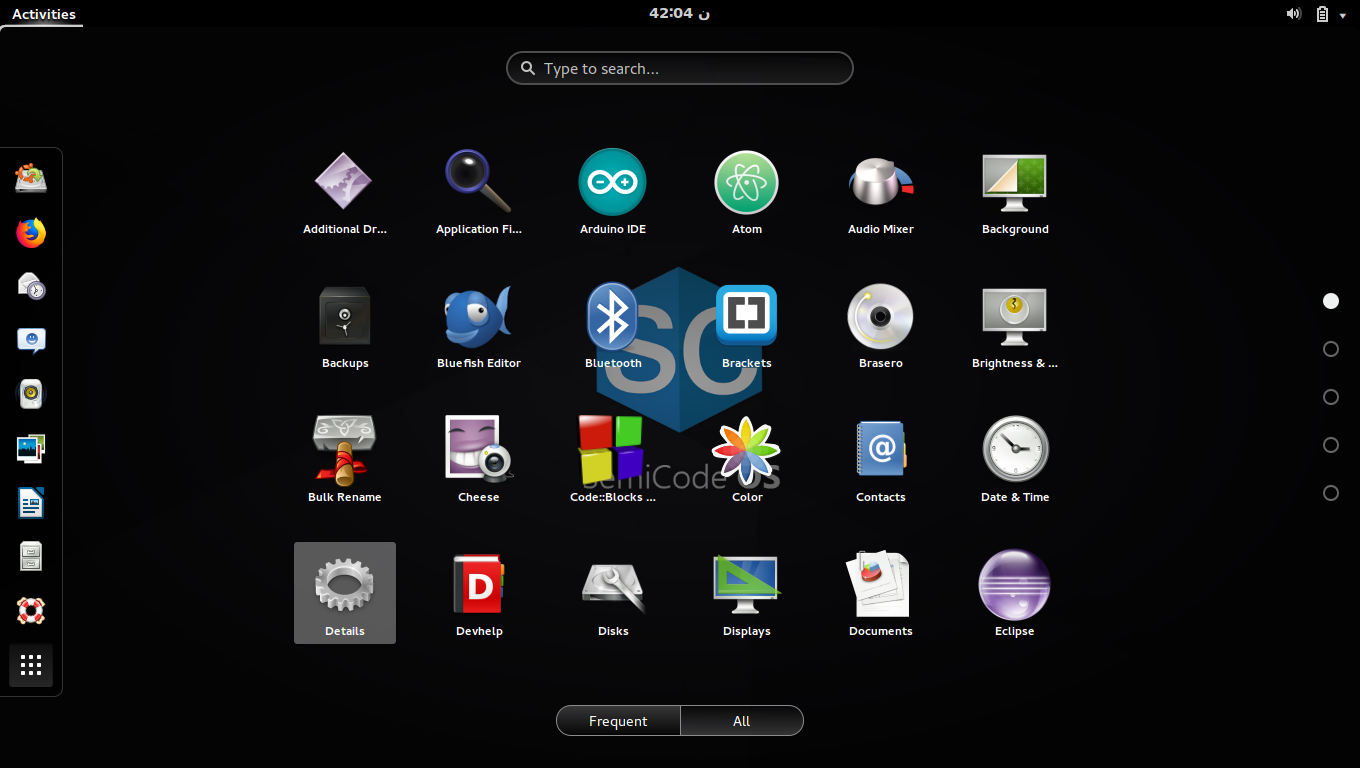 Activities
42:04 ن
Type to search...
Additional Dr...
Application Fi...
Arduino IDE
Atom
Audio Mixer
Background
Backups
Bluefish Editor
Bluetooth
Brackets
Brasero
Brightness & ...
SC
Bulk Rename
Cheese
Code::Blocks ...
Color
Contacts
Date & Time
SemiCode OS
Details
Devhelp
D
Disks
Displays
Documents
Eclipse
Frequent
All